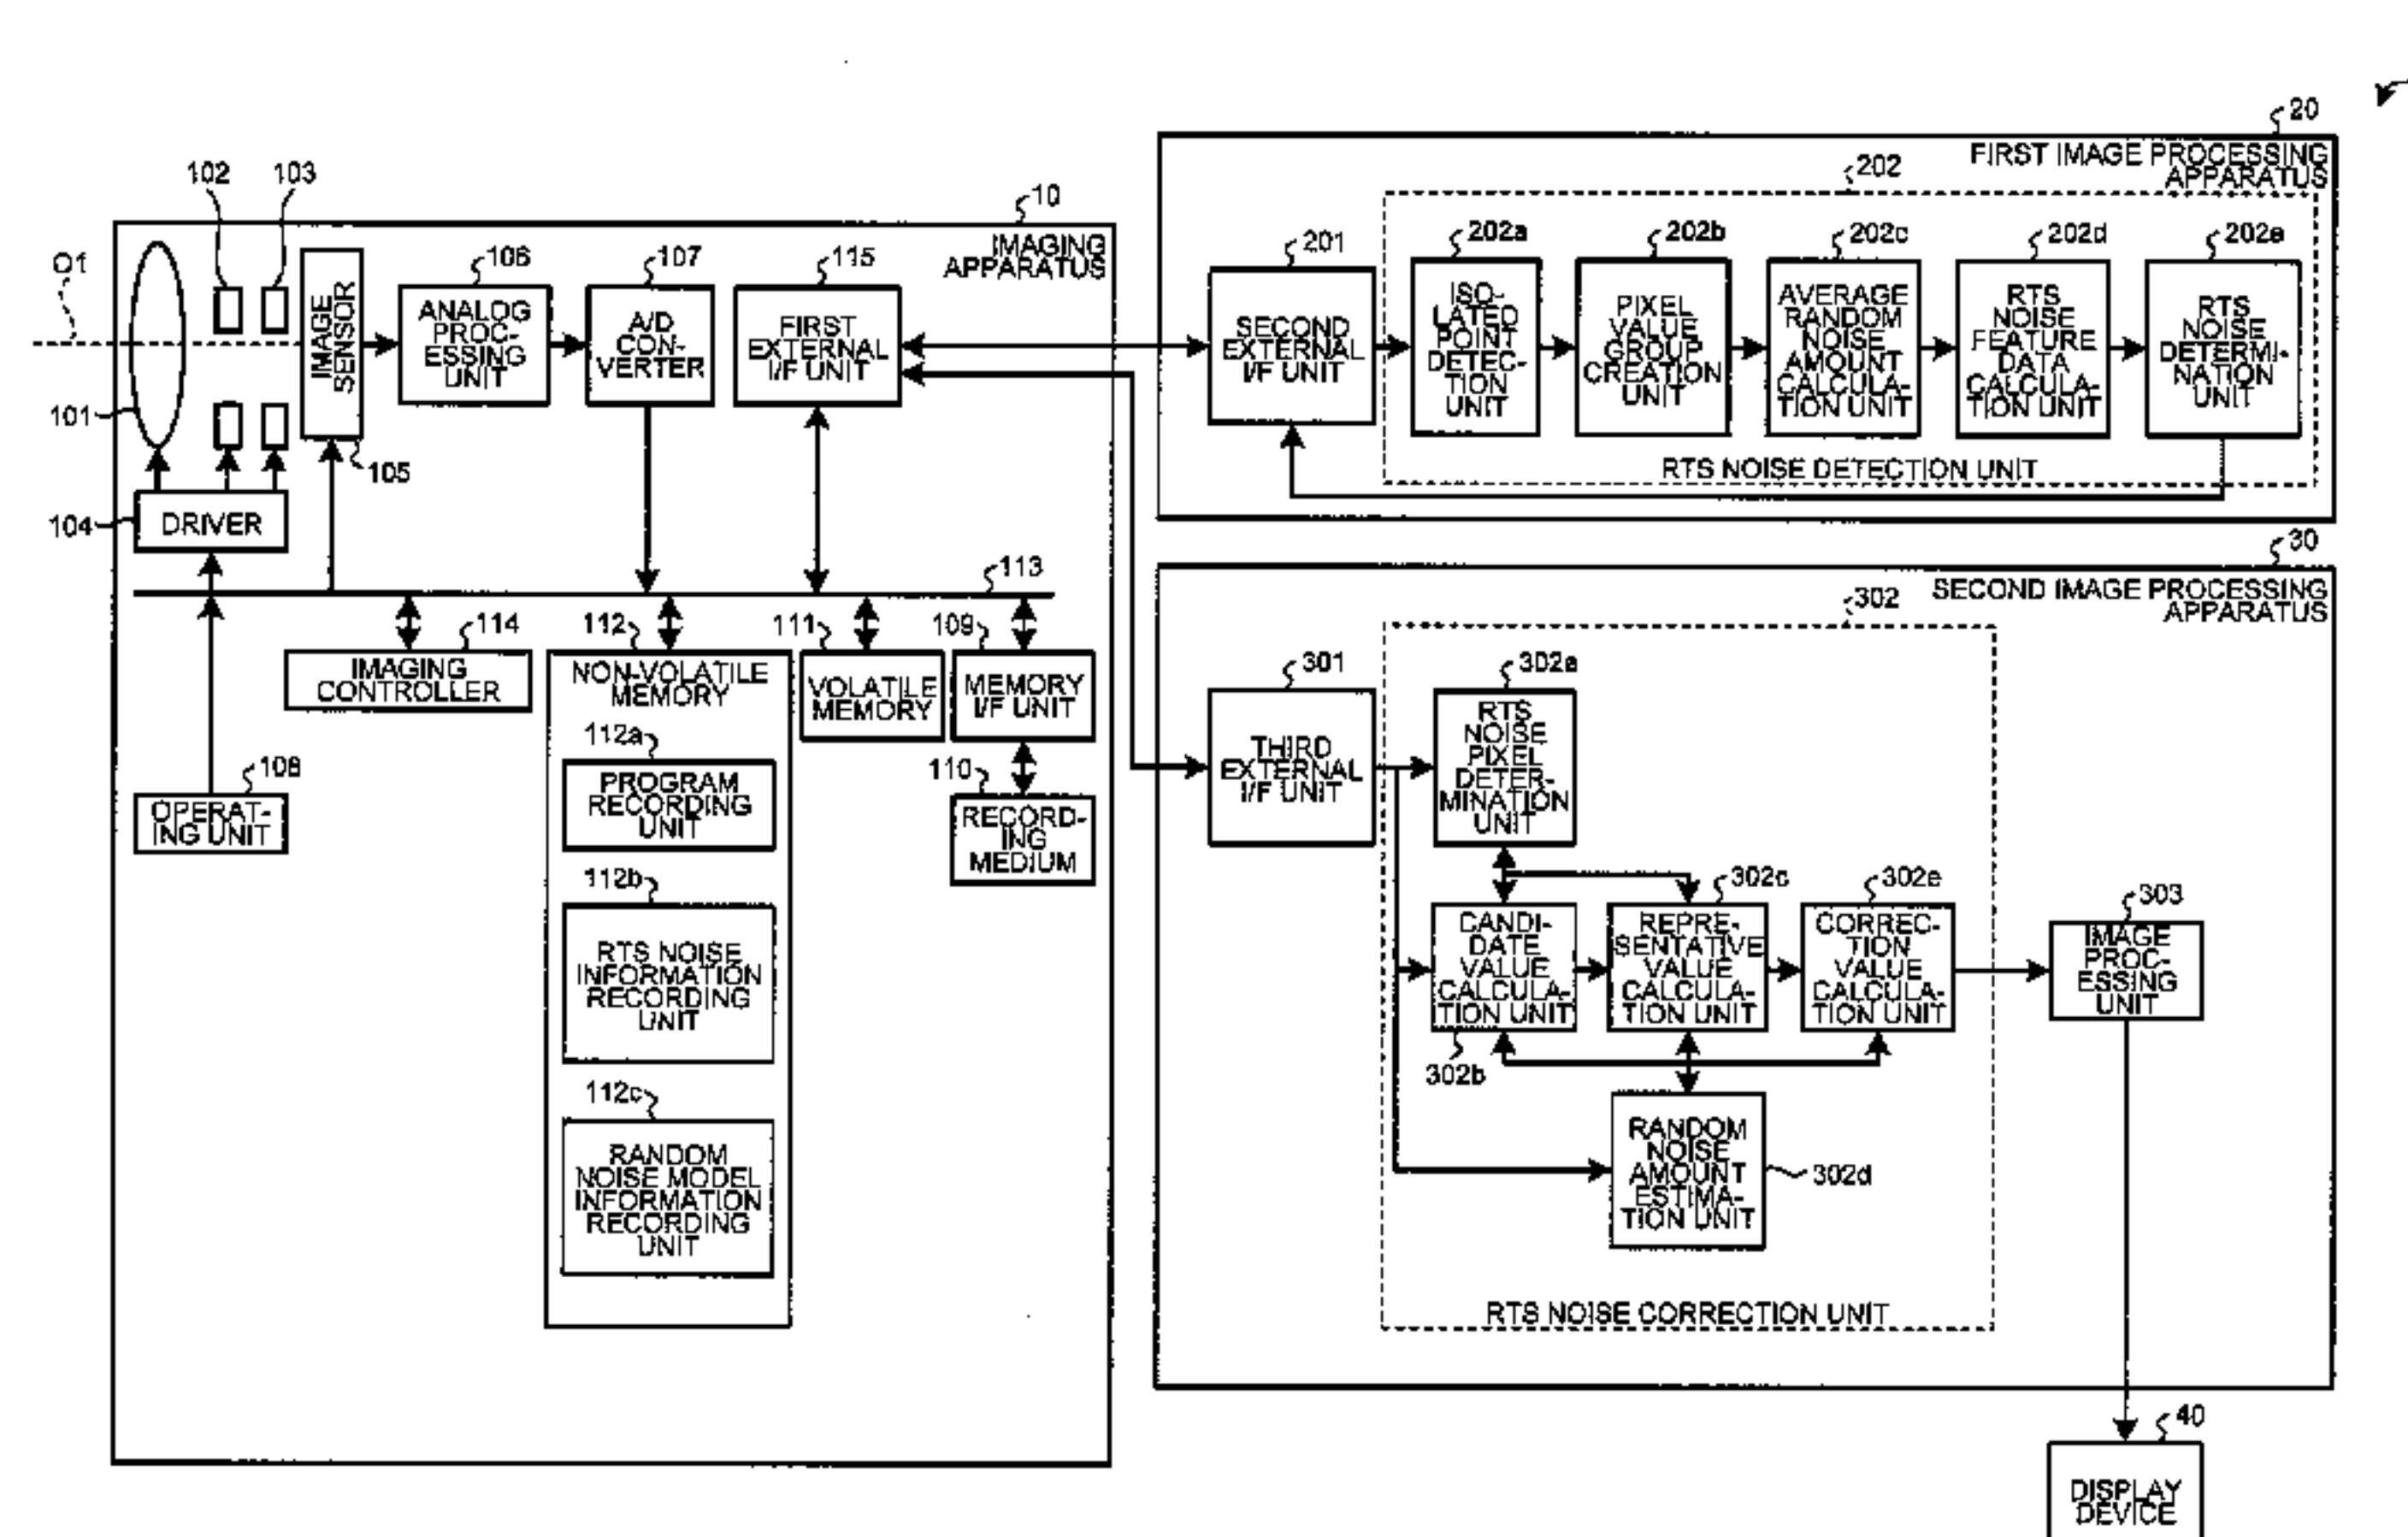 20
FIRST IMAGE PROCESSING
APPARATUS
202
102
103
10
IMAGING
APPARATUS
O1
106
107
115
201
202a
202b
202c
202d
202e
IMAGE
SENSOR
ANALOG
PROC-
ESSING
UNIT
A/D
CON-
VERTER
FIRST
EXTERNAL
I/F UNIT
SECOND
EXTERNAL
I/F UNIT
ISO-
LATED
POINT
DETEC-
TION
UNIT
PIXEL
VALUE
GROUP
CREATION
UNIT
AVERAGE
RANDOM
NOISE
AMOUNT
CALCULA-
TION UNIT
RTS
NOISE
FEATURE
DATA
CALCULA-
TION UNIT
RTS
NOISE
DETERMI-
NATION
UNIT
101
105
RTS NOISE DETECTION UNIT
104
DRIVER
113
30
SECOND IMAGE PROCESSING
APPARATUS
302
114
112
111
109
IMAGING
CONTROLLER
NON-VOLATILE
MEMORY
VOLATILE
MEMORY
MEMORY
I/F UNIT
301
302a
112a
PROGRAM
RECORDING
UNIT
THIRD
EXTERNAL
I/F UNIT
RTS
NOISE
PIXEL
DETER-
MINATION
UNIT
108
OPERAT-
ING UNIT
110
RECORD-
ING
MEDIUM
112b
RTS NOISE
INFORMATION
RECORDING
UNIT
302c
302e
303
CANDI-
DATE
VALUE
CALCULA-
TION UNIT
REPRE-
SENTATIVE
VALUE
CALCULA-
TION UNIT
CORREC-
TION
VALUE
CALCULA-
TION UNIT
IMAGE
PROC-
ESSING
UNIT
302b
112c
RANDOM
NOISE MODEL
INFORMATION
RECORDING
UNIT
RANDOM
NOISE
AMOUNT
ESTIMA-
TION UNIT
302d
RTS NOISE CORRECTION UNIT
40
DISPLAY
DEVICE